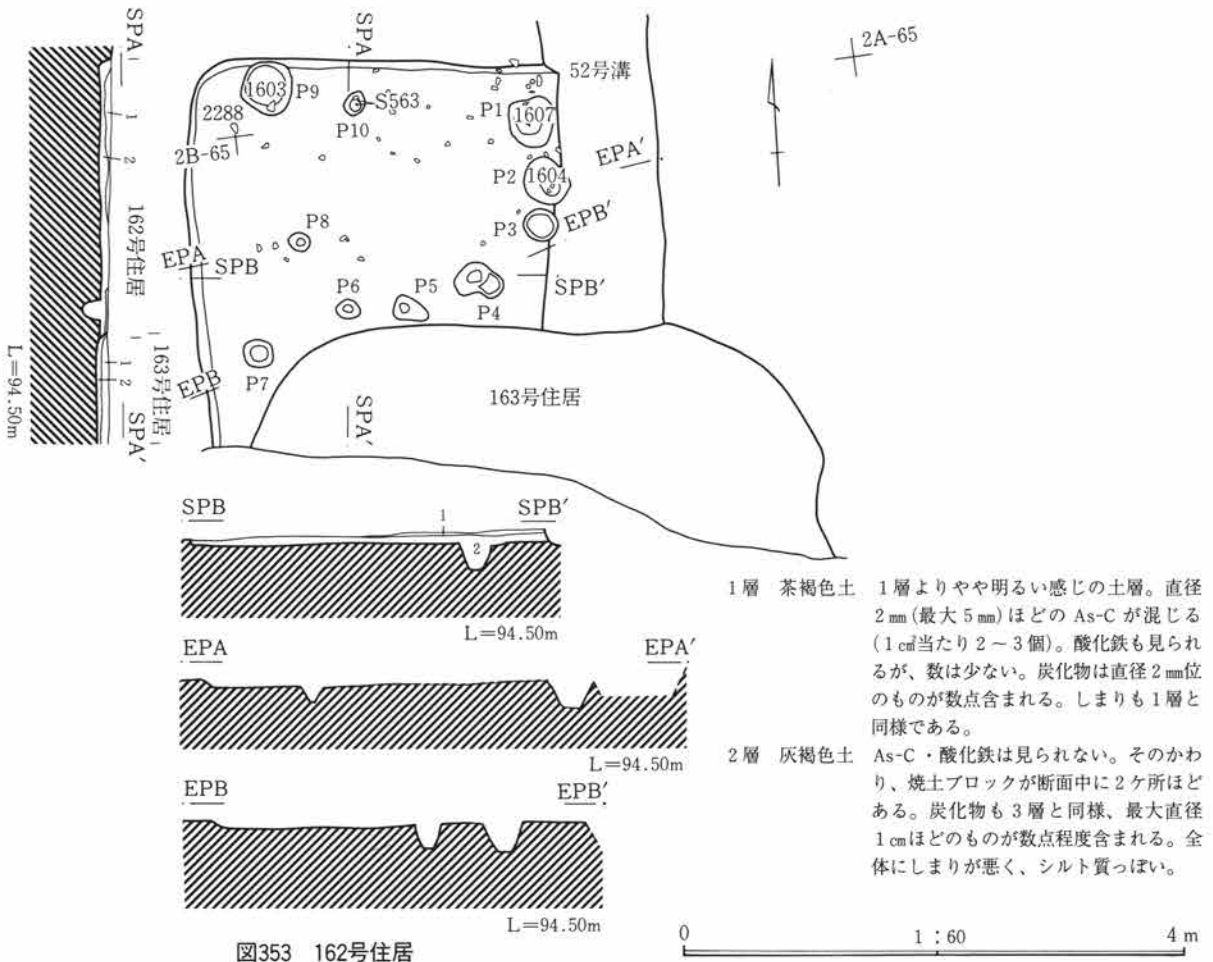 SPA
SPA
2A-65
52号溝
1603
P9
S563
P10
P1
1607
2288
2B-65
EPA′
P2
1604
P3
EPB′
P8
EPA
SPB
SPB′
P6
P5
P4
P7
EPB
163号住居
SPA′
1
2
162号住居
163号住居
1
2
SPA′
L＝94.50m
SPB
SPB′
1
2
L＝94.50m
EPA
EPA′
L＝94.50m
EPB
EPB′
L＝94.50m
1層　茶褐色土　1層よりやや明るい感じの土層。直径
2㎜(最大5㎜)ほどのAs-Cが混じる
(1㎠当たり2～3個)。酸化鉄も見られ
るが、数は少ない。炭化物は直径2㎜位
のものが数点含まれる。しまりも1層と
同様である。
2層　灰褐色土　As-C・酸化鉄は見られない。そのかわ
り、焼土ブロックが断面中に2ケ所ほど
ある。炭化物も3層と同様、最大直径
1㎝ほどのものが数点程度含まれる。全
体にしまりが悪く、シルト質っぽい。
0　1：60　4m
図353　162号住居